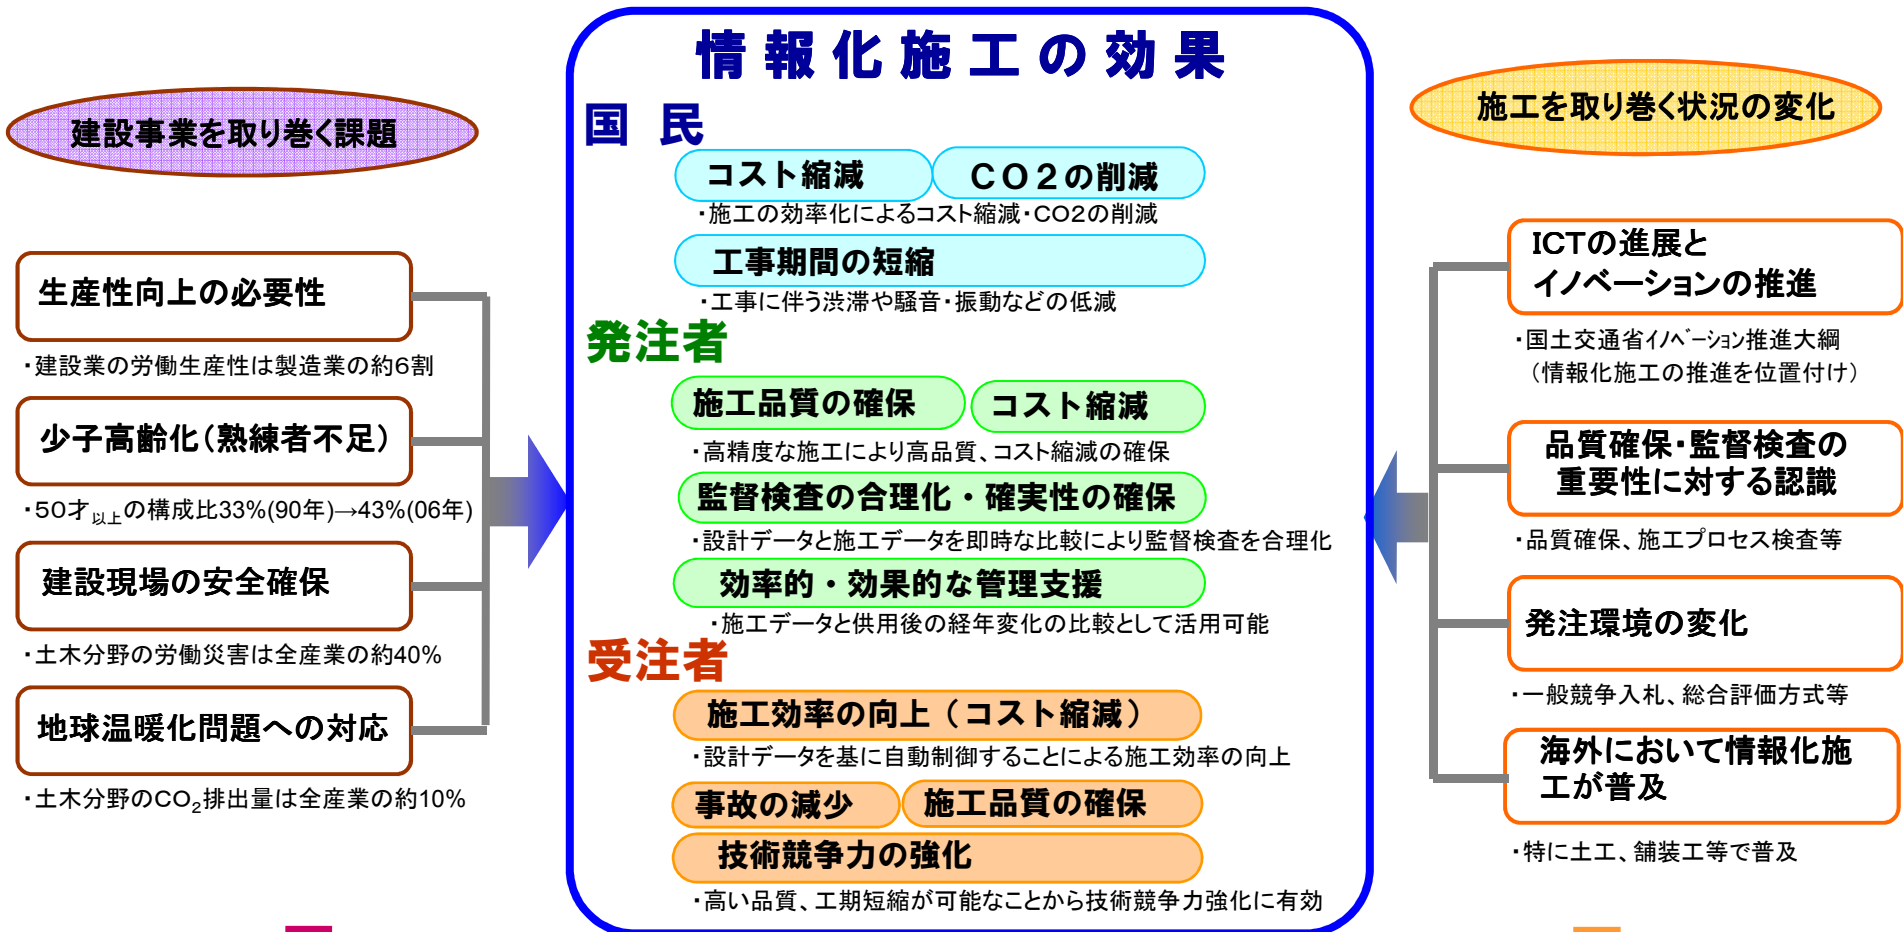 建設事業を取り巻く課題
生産性向上の必要性
・建設業の労働生産性は製造業の約6割
少子高齢化(熟練者不足)
・50才以上の構成比33%(90年)→43%(06年)
建設現場の安全確保
・土木分野の労働災害は全産業の約40%
地球温暖化問題への対応
・土木分野のCO2排出量は全産業の約10%
情報化施工の効果
国 民
コスト縮減
CO2の削減
・施工の効率化によるコスト縮減・CO2の削減
工事期間の短縮
・工事に伴う渋滞や騒音・振動などの低減
発注者
施工品質の確保
コスト縮減
・高精度な施工により高品質、コスト縮減の確保
監督検査の合理化・確実性の確保
・設計データと施工データを即時な比較により監督検査を合理化
効率的・効果的な管理支援
・施工データと供用後の経年変化の比較として活用可能
受注者
施工効率の向上(コスト縮減)
・設計データを基に自動制御することによる施工効率の向上
事故の減少
施工品質の確保
技術競争力の強化
・高い品質、工期短縮が可能なことから技術競争力強化に有効
施工を取り巻く状況の変化
ICTの進展と
イノベーションの推進
・国土交通省イノベーション推進大綱
(情報化施工の推進を位置付け)
品質確保・監督検査の
重要性に対する認識
・品質確保、施工プロセス検査等
発注環境の変化
・一般競争入札、総合評価方式等
海外において情報化施
工が普及
・特に土工、舗装工等で普及